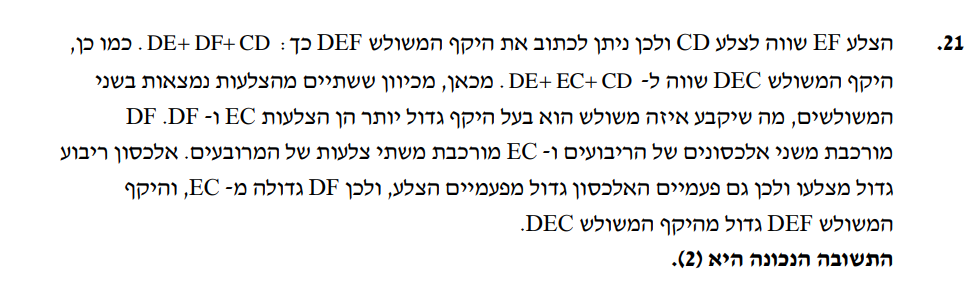 21. הצלע EF שווה לצלע CD ולכן ניתן לכתוב את היקף המשולש DEF כך: DE+ DF+ CD. כמו כן,
היקף המשולש DEC שווה ל- DE+ EC+ CD. מכאן, מכיוון ששתיים מהצלעות נמצאות בשני
המשולשים, מה שיקבע איזה משולש הוא בעל היקף גדול יותר הן הצלעות EC ו- DF. DF
מורכבת משני אלכסונים של הריבועים ו- EC מורכבת משתי צלעות של המרובעים. אלכסון ריבוע
גדול מצלעו ולכן גם פעמיים האלכסון גדול מפעמיים הצלע, ולכן DF גדולה מ- EC, והיקף
המשולש DEF גדול מהיקף המשולש DEC.
התשובה הנכונה היא (2).